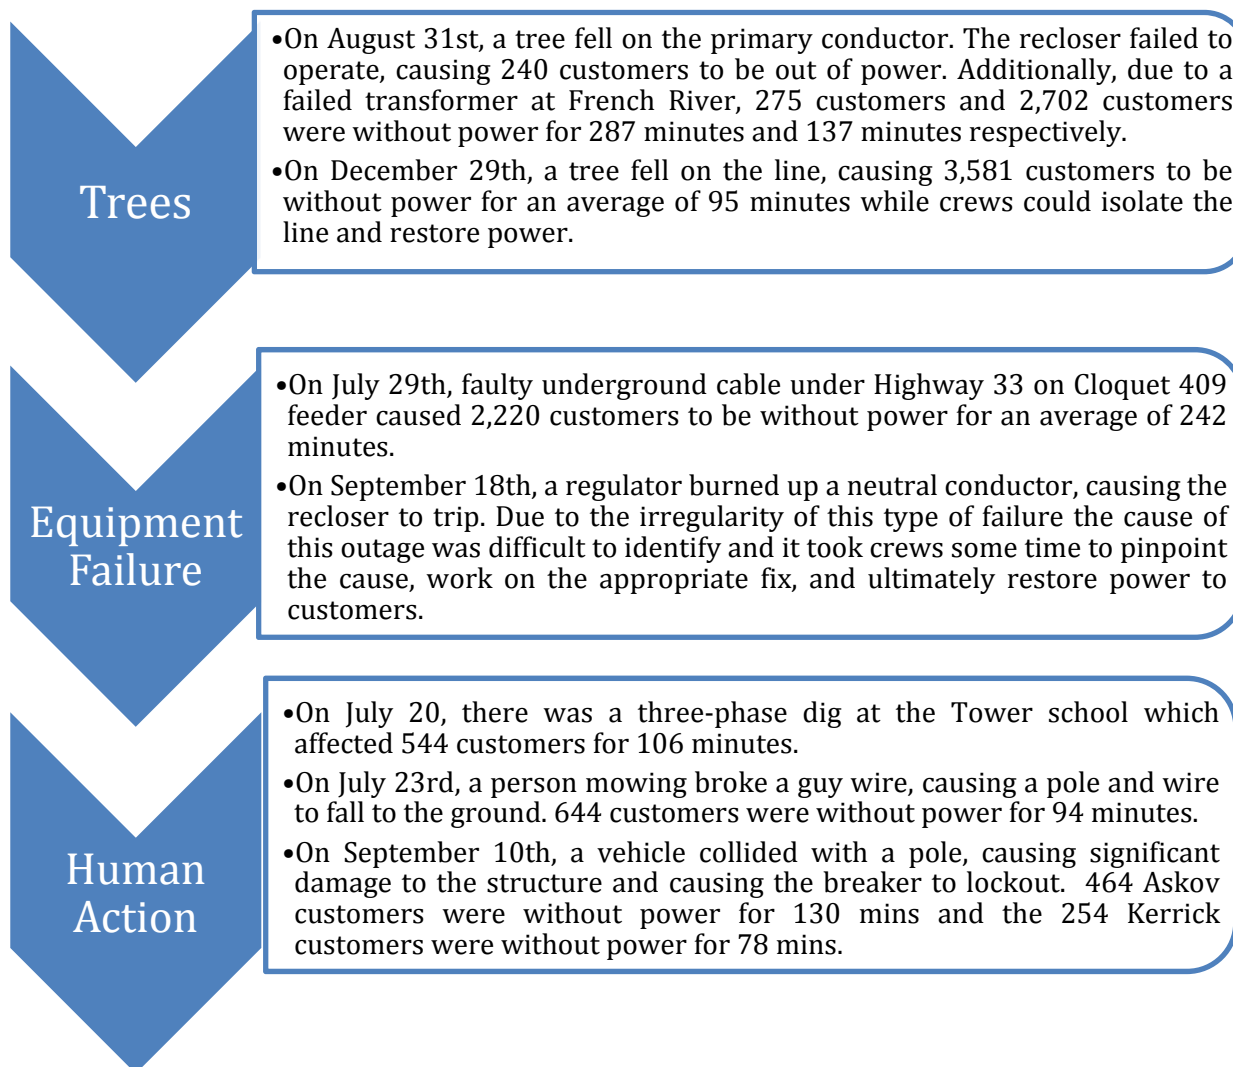 Trees
•On August 31st, a tree fell on the primary conductor. The recloser failed to
operate, causing 240 customers to be out of power. Additionally, due to a
failed transformer at French River, 275 customers and 2,702 customers
were without power for 287 minutes and 137 minutes respectively.
•On December 29th, a tree fell on the line, causing 3,581 customers to be
without power for an average of 95 minutes while crews could isolate the
line and restore power.
Equipment
Failure
•On July 29th, faulty underground cable under Highway 33 on Cloquet 409
feeder caused 2,220 customers to be without power for an average of 242
minutes.
•On September 18th, a regulator burned up a neutral conductor, causing the
recloser to trip. Due to the irregularity of this type of failure the cause of
this outage was difficult to identify and it took crews some time to pinpoint
the cause, work on the appropriate fix, and ultimately restore power to
customers.
Human
Action
•On July 20, there was a three-phase dig at the Tower school which
affected 544 customers for 106 minutes.
•On July 23rd, a person mowing broke a guy wire, causing a pole and wire
to fall to the ground. 644 customers were without power for 94 minutes.
•On September 10th, a vehicle collided with a pole, causing significant
damage to the structure and causing the breaker to lockout. 464 Askov
customers were without power for 130 mins and the 254 Kerrick
customers were without power for 78 mins.